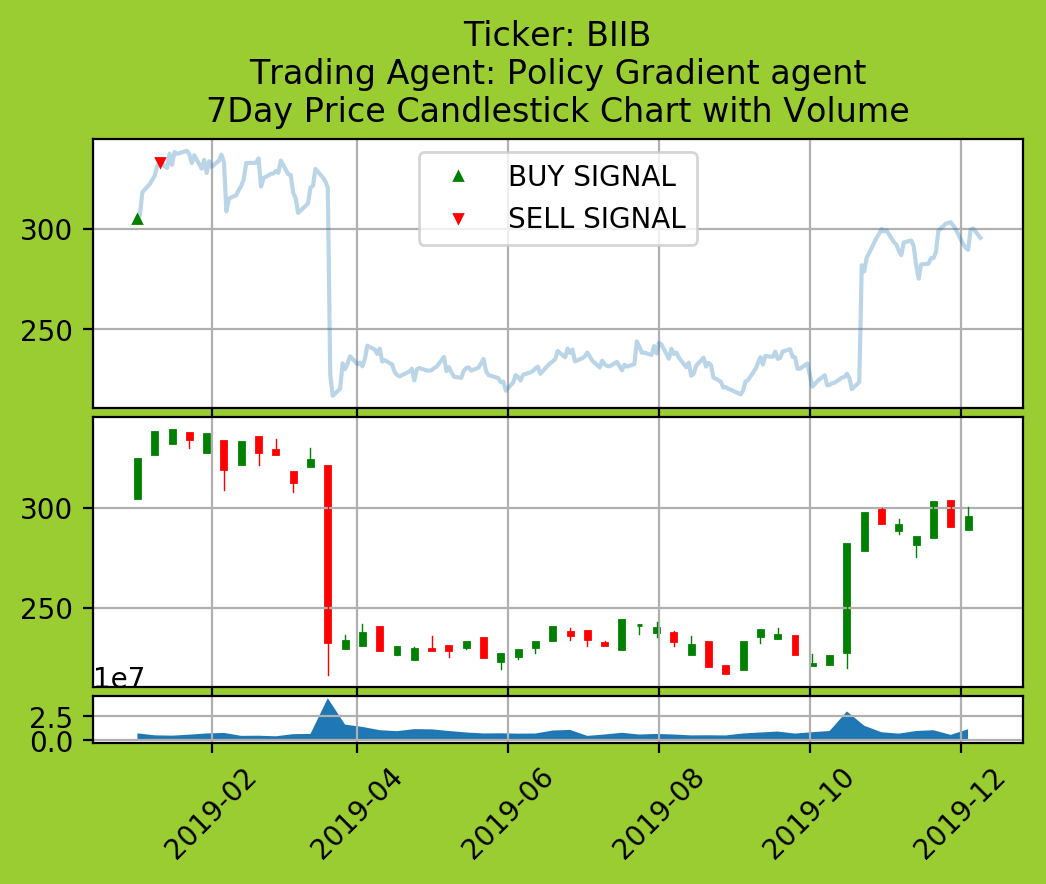 Ticker: BIIB
Trading Agent: Policy Gradient agent
7Day Price Candlestick Chart with Volume
BUY SIGNAL
SELL SIGNAL
300
250
300
250
1e7
2.5
0.0
2019-02
2019-04
2019-06
2019-08
2019-10
2019-12